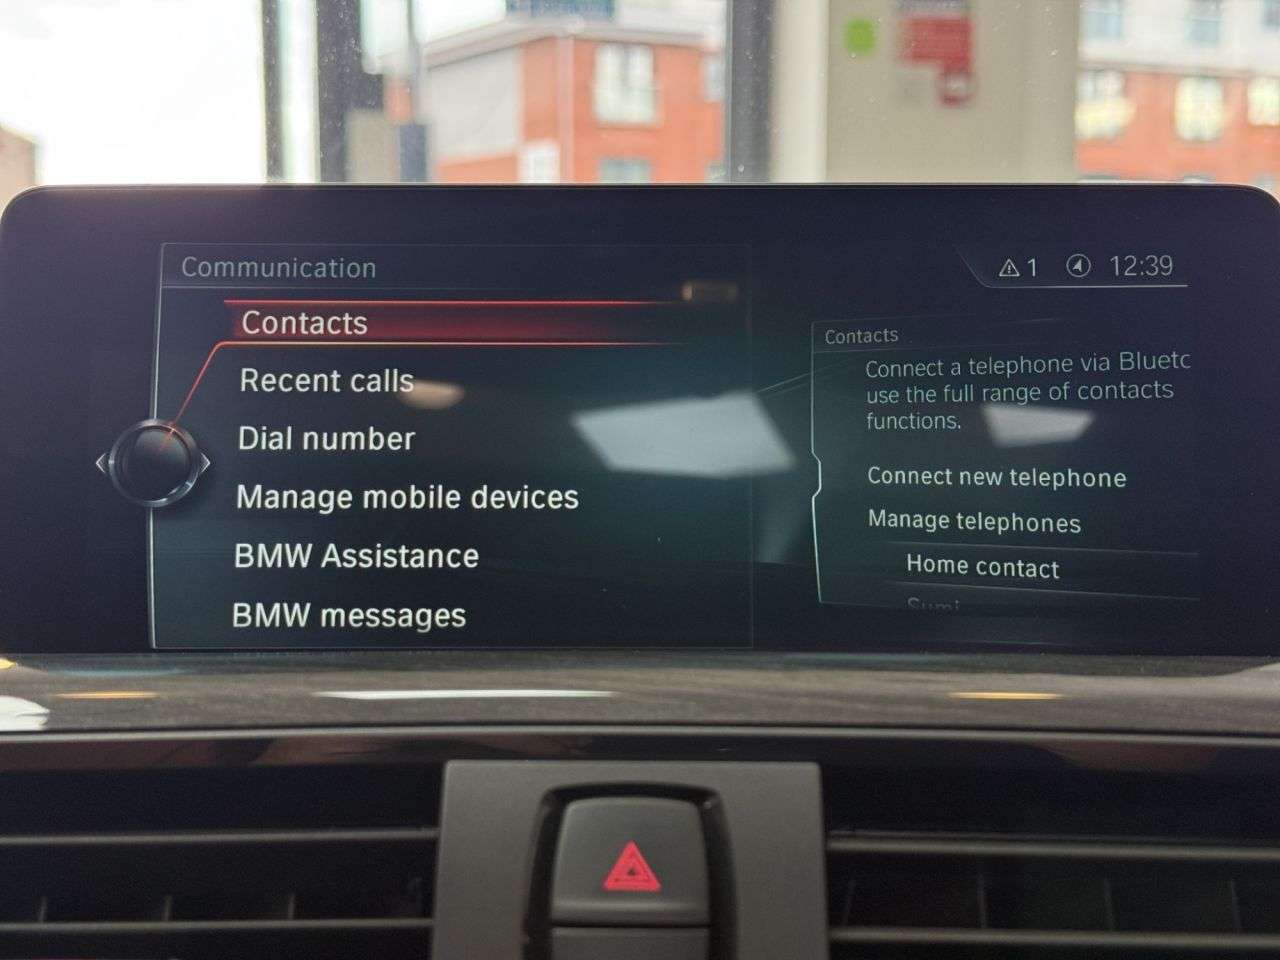 Communication
1 12:39
Contacts
Recent calls
Dial number
Manage mobile devices
BMW Assistance
BMW messages
Contacts
Connect a telephone via Bluetc
use the full range of contacts
functions.
Connect new telephone
Manage telephones
Home contact